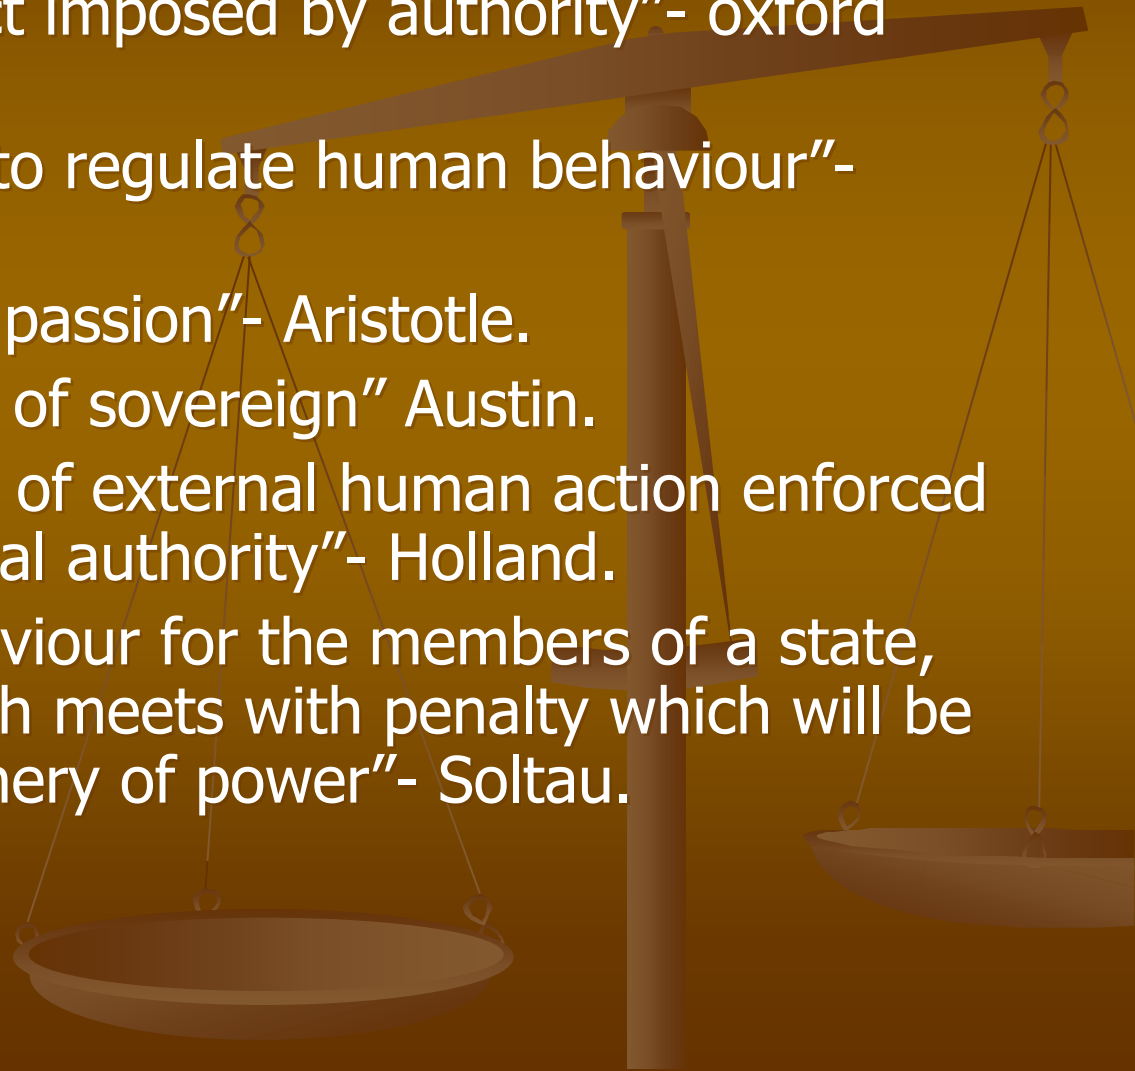 ct imposed by authority”- oxford
to regulate human behaviour”-
passion”- Aristotle.
of sovereign” Austin.
of external human action enforced
al authority”- Holland.
viour for the members of a state,
h meets with penalty which will be
nery of power”- Soltau.